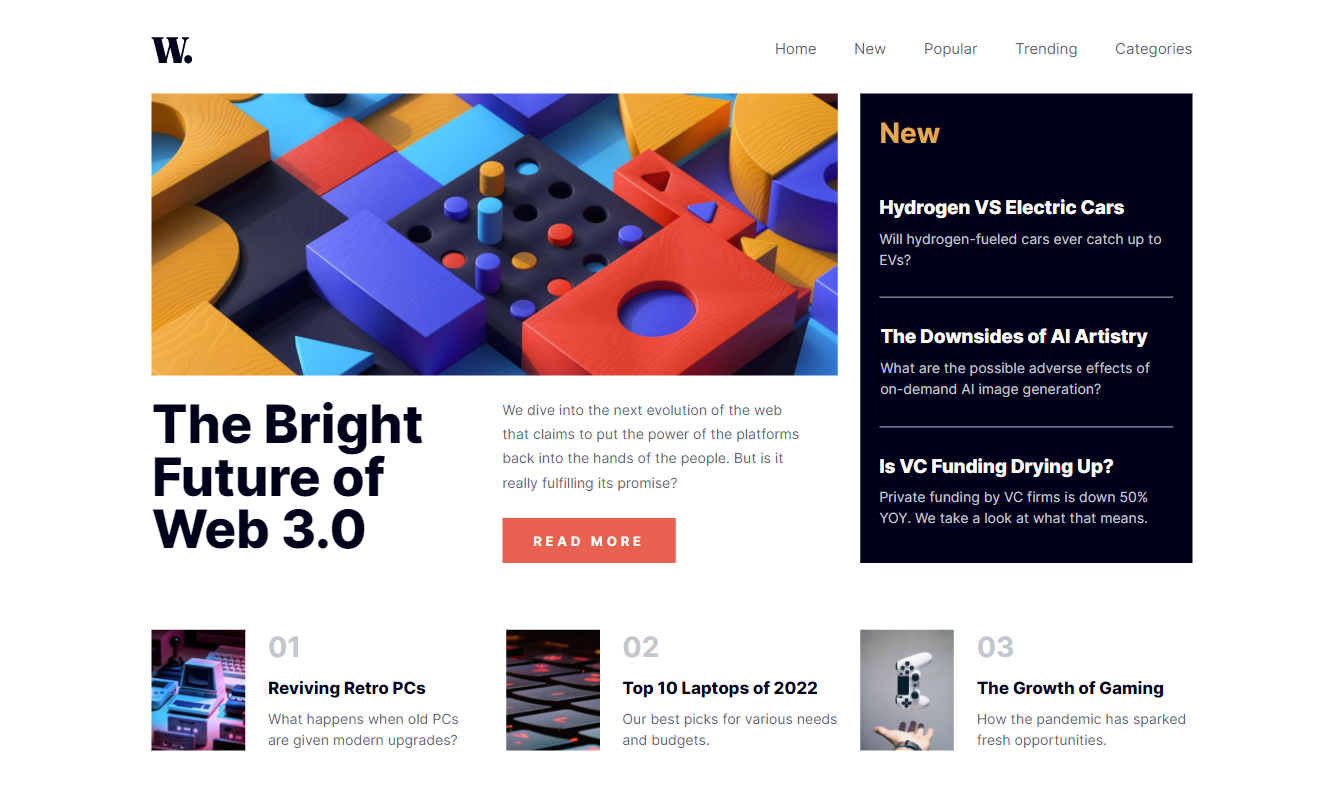 W.
Home New Popular Trending Categories
The Bright
Future of
Web 3.0
We dive into the next evolution of the web
that claims to put the power of the platforms
back into the hands of the people. But is it
really fulfilling its promise?
READ MORE
New
Hydrogen VS Electric Cars
Will hydrogen-fueled cars ever catch up to
EVs?
The Downsides of AI Artistry
What are the possible adverse effects of
on-demand AI image generation?
Is VC Funding Drying Up?
Private funding by VC firms is down 50%
YOY. We take a look at what that means.
01
Reviving Retro PCs
What happens when old PCs
are given modern upgrades?
02
Top 10 Laptops of 2022
Our best picks for various needs
and budgets.
03
The Growth of Gaming
How the pandemic has sparked
fresh opportunities.